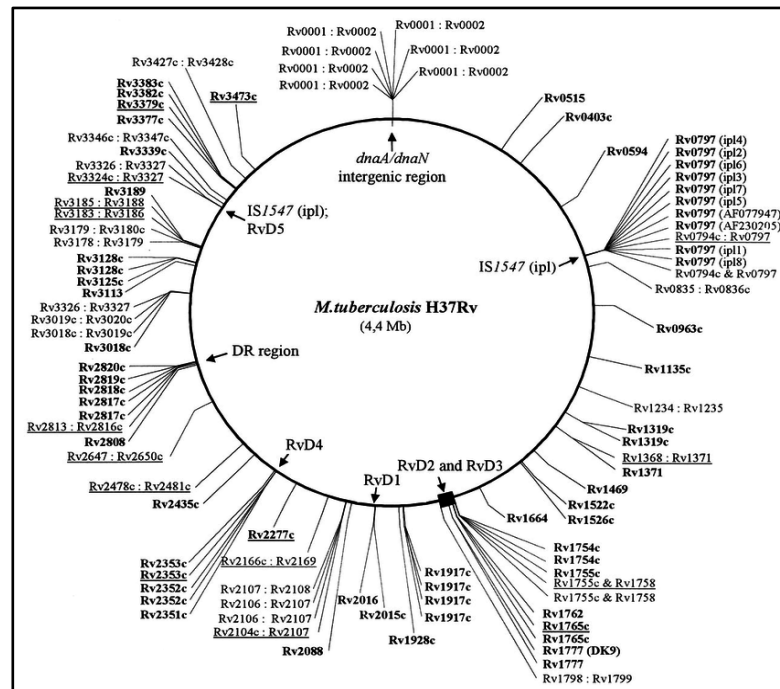 Rv0001 : Rv0002
Rv0001 : Rv0002
Rv0001 : Rv0002
Rv0001 : Rv0002
Rv0001 : Rv0002
Rv0001 : Rv0002
Rv0001 : Rv0002
dnaA/dnaN
intergenic region
Rv0515
Rv0403c
Rv0594
Rv0797 (ipl4)
Rv0797 (ipl2)
Rv0797 (ipl6)
Rv0797 (ipl3)
Rv0797 (ipl7)
Rv0797 (ipl5)
Rv0797 (AF077947)
Rv0797 (AF230205)
Rv0794c : Rv0797
Rv0797 (ipl1)
Rv0797 (ipl8)
Rv0794c & Rv0797
IS1547 (ipl)
Rv0835 : Rv0836c
Rv0963c
Rv1135c
Rv1234 : Rv1235
Rv1319c
Rv1319c
Rv1368 : Rv1371
Rv1371
Rv1469
Rv1522c
Rv1526c
Rv1664
RvD2 and RvD3
Rv1754c
Rv1754c
Rv1755c
Rv1755c & Rv1758
Rv1755c & Rv1758
Rv1762
Rv1765c
Rv1765c
Rv1777 (DK9)
Rv1777
Rv1798 : Rv1799
Rv1917c
Rv1917c
Rv1917c
Rv1917c
Rv1928c
RvD1
Rv2016
Rv2015c
Rv2088
Rv2104c : Rv2107
Rv2106 : Rv2107
Rv2106 : Rv2107
Rv2107 : Rv2108
Rv2166c : Rv2169
Rv2277c
RvD4
Rv2353c
Rv2353c
Rv2352c
Rv2352c
Rv2351c
Rv2435c
Rv2478c : Rv2481c
Rv2647 : Rv2650c
DR region
Rv2820c
Rv2819c
Rv2818c
Rv2817c
Rv2817c
Rv2813 : Rv2816c
Rv2808
Rv3128c
Rv3128c
Rv3125c
Rv3113
Rv3326 : Rv3327
Rv3019c : Rv3020c
Rv3018c : Rv3019c
Rv3018c
Rv3189
Rv3185 : Rv3188
Rv3183 : Rv3186
Rv3179 : Rv3180c
Rv3178 : Rv3179
IS1547 (ipl);
RvD5
Rv3346c : Rv3347c
Rv3339c
Rv3326 : Rv3327
Rv3324c : Rv3327
Rv3383c
Rv3382c
Rv3379c
Rv3377c
Rv3427c : Rv3428c
Rv3473c
M.tuberculosis H37Rv
(4,4 Mb)